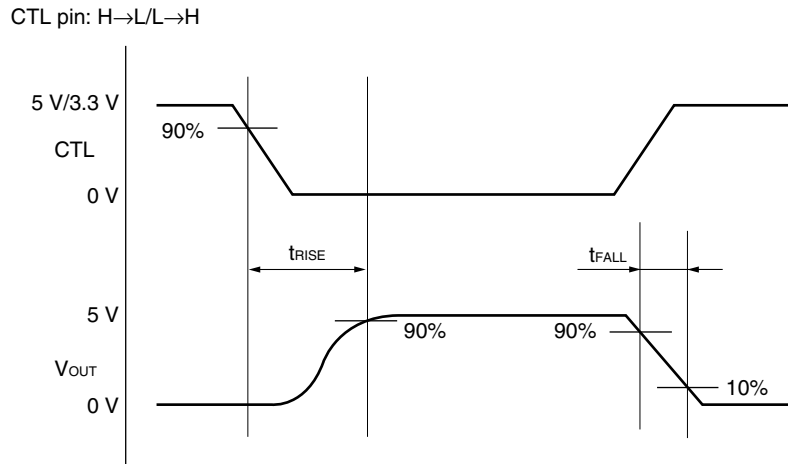 CTL pin: H→L/L→H
5 V/3.3 V
90%
CTL
0 V
tRISE
tFALL
5 V
90%
90%
VOUT
10%
0 V